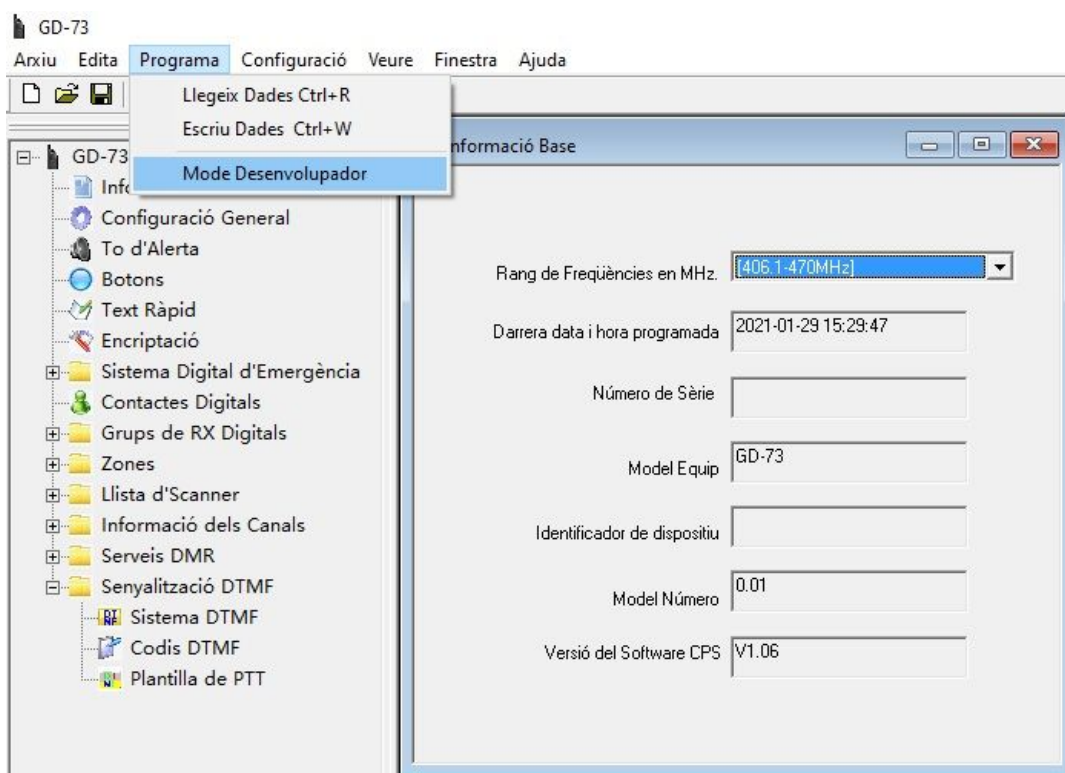 GD-73
Arxiu Edita Programa Configuració Veure Finestra Ajuda
Llegeix Dades Ctrl+R
Escriu Dades Ctrl+W
Mode Desenvolupador
GD-73
Configuració General
To d'Alerta
Botons
Text Ràpid
Encriptació
Sistema Digital d'Emergència
Contactes Digitals
Grups de RX Digitals
Zones
Llista d'Scanner
Informació dels Canals
Serveis DMR
Senyalització DTMF
Sistema DTMF
Codis DTMF
Plantilla de PTT
Base
Rang de Freqüències en MHz. [406.1-470MHz]
Darrera data i hora programada 2021-01-29 15:29:47
Número de Sèrie
Model Equip GD-73
Identificador de dispositiu
Model Número 0.01
Versió del Software CPS V1.06